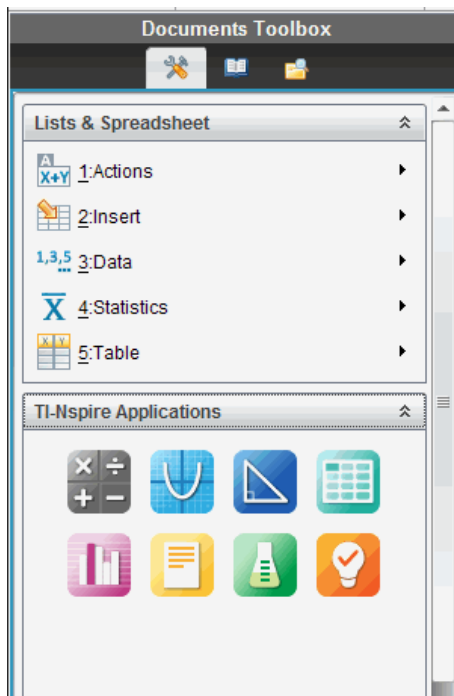 Documents Toolbox
Lists & Spreadsheet
1:Actions
2:Insert
1,3,5 3:Data
4:Statistics
5:Table
TI-Nspire Applications